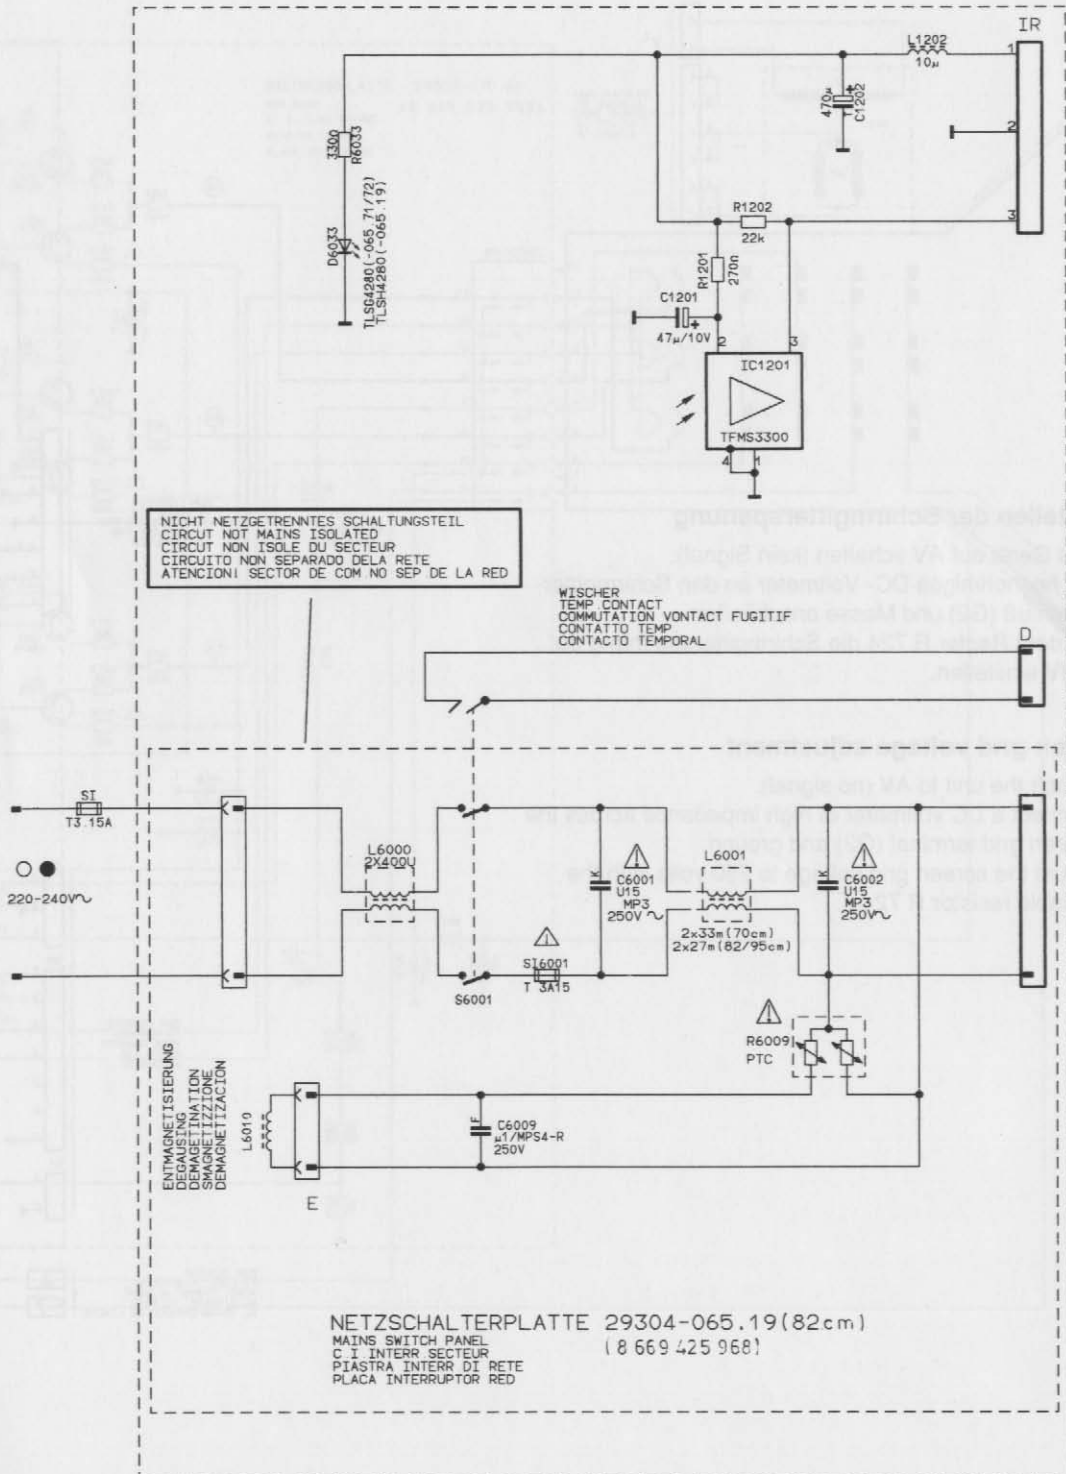 IR
L1202
10µ
1
470µ
C1202
2
3300
R6033
3
R1202
22k
D6033
TLSG4280(-065.71/72)
TLSH4280(-065.19)
R1201
270n
C1201
47µ/10V
2
3
IC1201
TFMS3300
4
1
NICHT NETZGETRENNTES SCHALTUNGSTEIL
CIRCUT NOT MAINS ISOLATED
CIRCUT NON ISOLE DU SECTEUR
CIRCUITO NON SEPARADO DELA RETE
ATENCION! SECTOR DE COM.NO SEP DE LA RED
WISCHER
TEMP.CONTACT
COMMUTATION VONTACT FUGITIF
CONTATTO TEMP
CONTACTO TEMPORAL
D
SI
T3.15A
220-240V~
L6000
2X400U
S6001
SI6001
T 3A15
C6001
U15
MP3
250V~
L6001
2x33m(70cm)
2x27m(82/95cm)
C6002
U15
MP3
250V~
R6009
PTC
ENTMAGNETISIERUNG
DEGAUSING
DEMAGETINATION
SMAGNETIZZIONE
DEMAGNETIZACION
L6010
E
C6009
µ1/MPS4-R
250V
NETZSCHALTERPLATTE 29304-065.19(82cm)
MAINS SWITCH PANEL
(8 669 425 968)
C.I INTERR SECTEUR
PIASTRA INTERR DI RETE
PLACA INTERRUPTOR RED